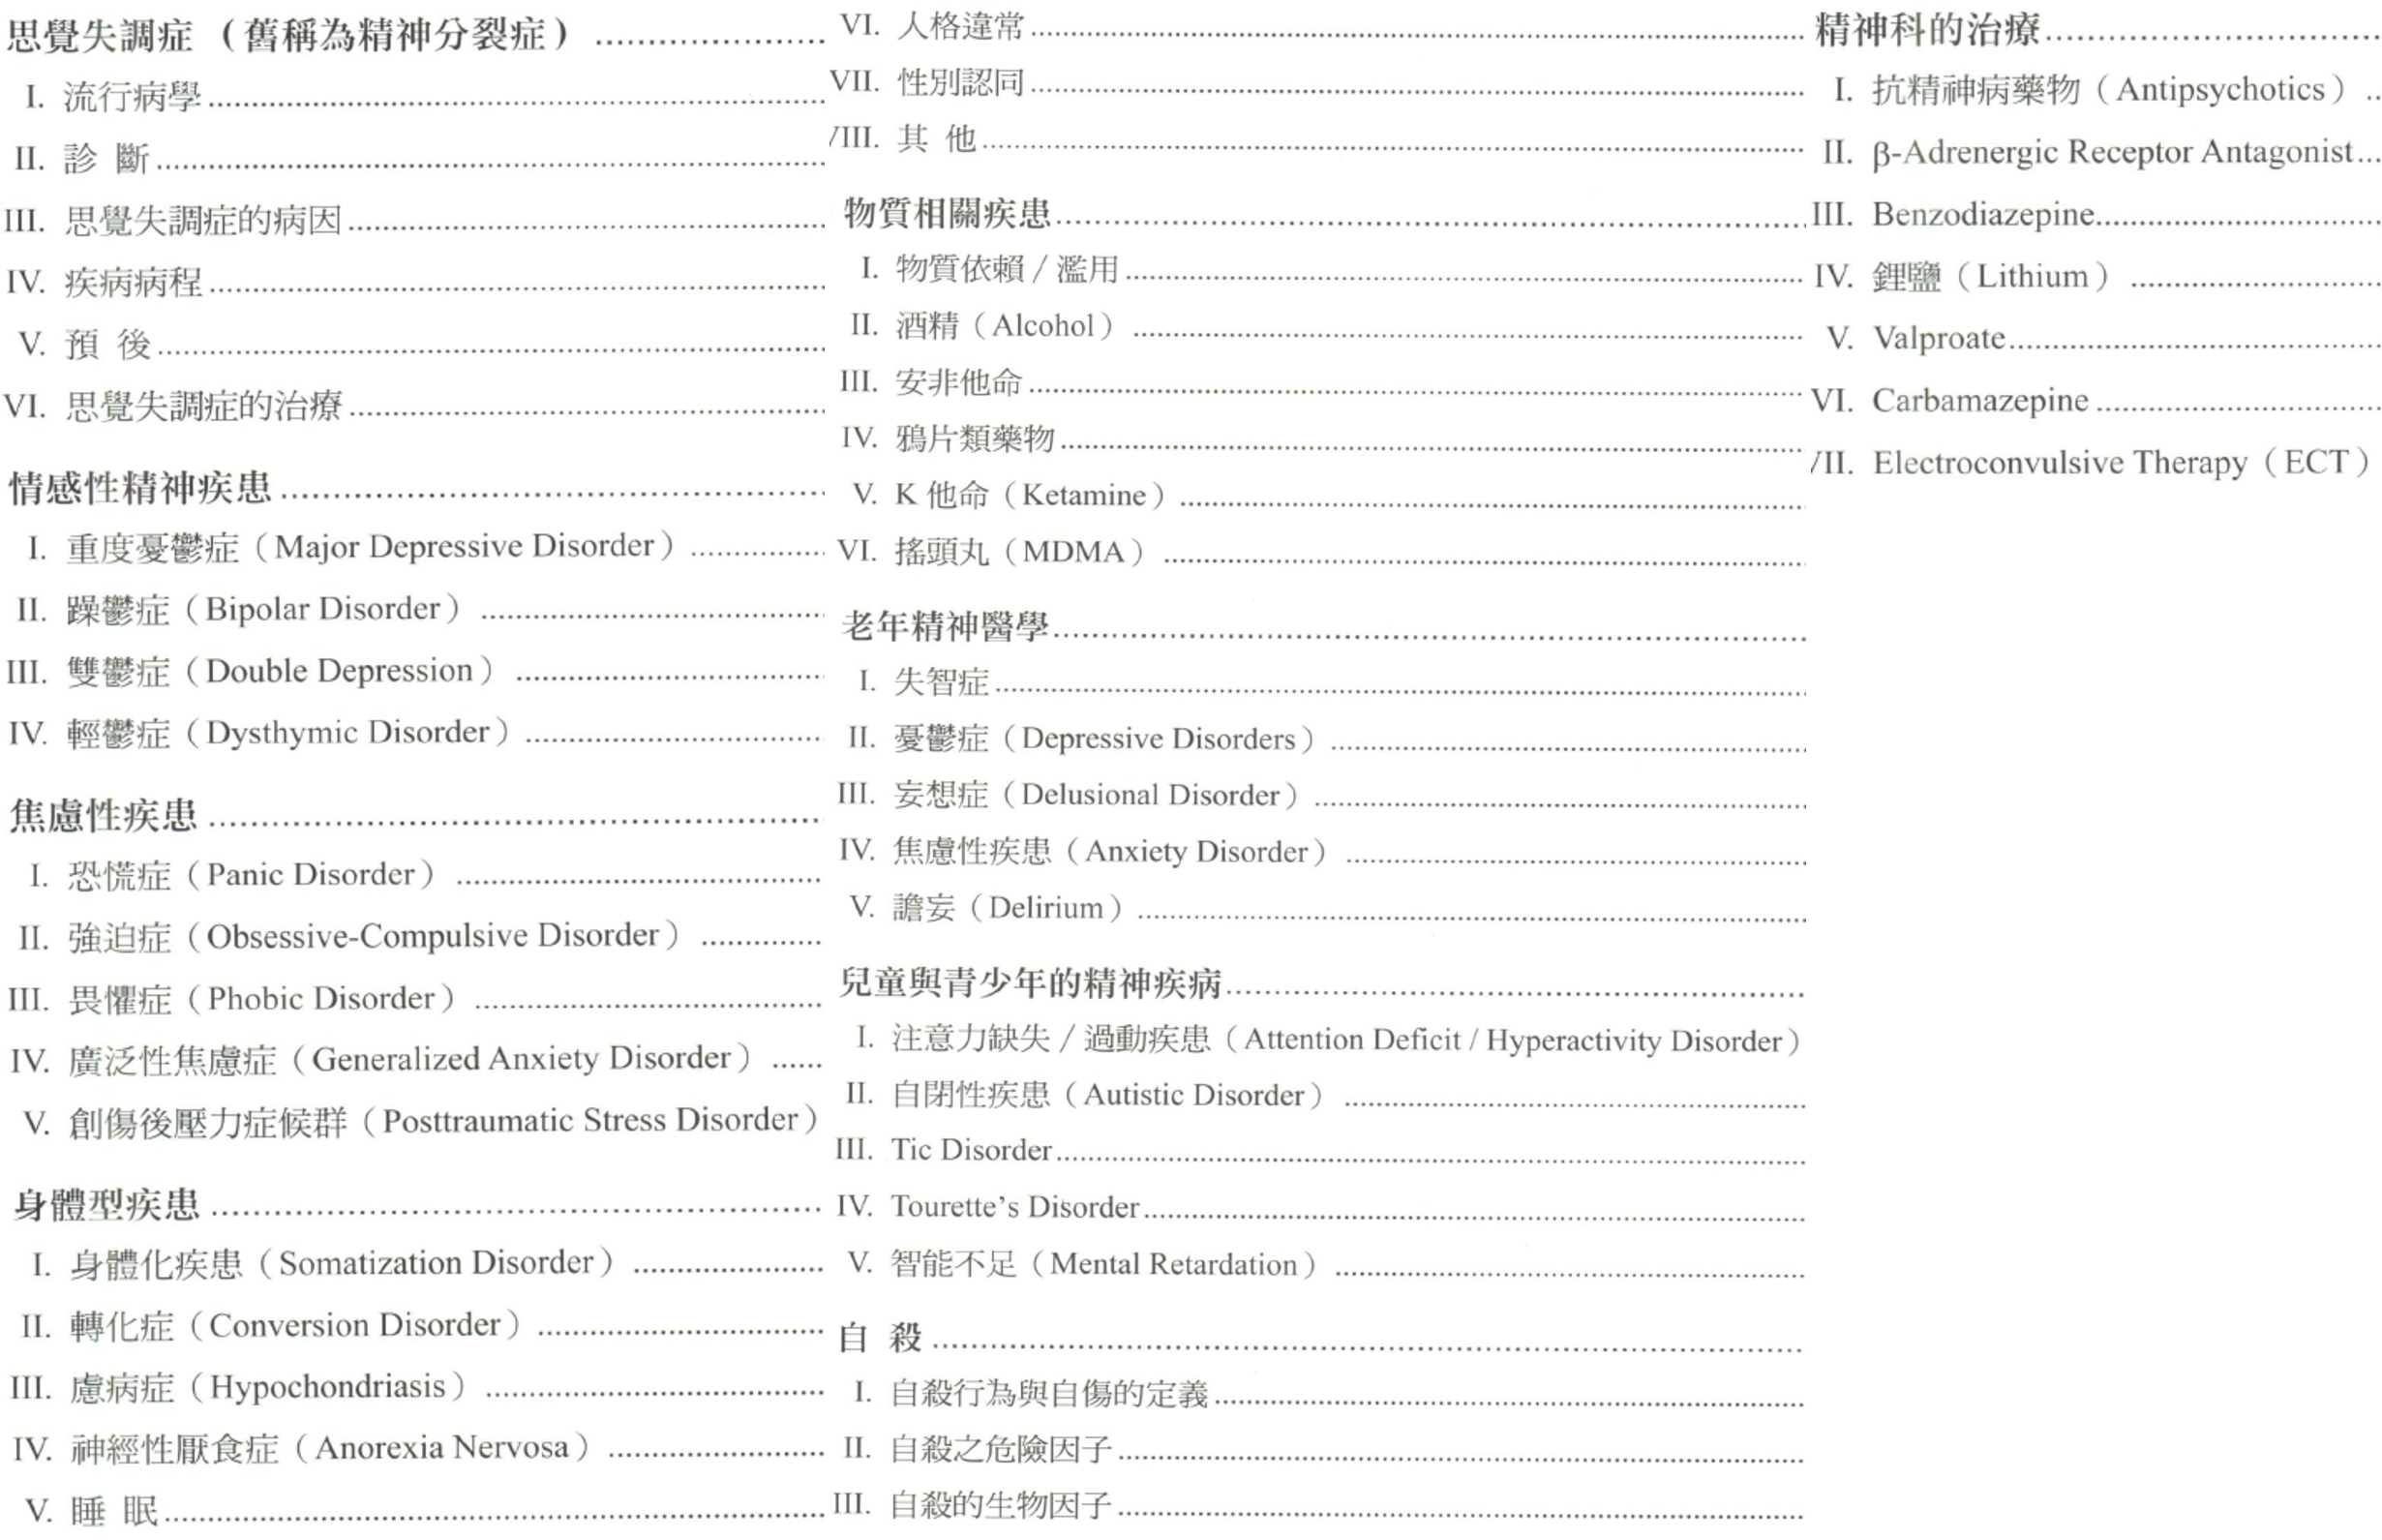 思覺失調症 （舊稱為精神分裂症）
I. 流行病學
II. 診 斷
III. 思覺失調症的病因
IV. 疾病病程
V. 預 後
VI. 思覺失調症的治療
情感性精神疾患
I. 重度憂鬱症（Major Depressive Disorder）
II. 躁鬱症（Bipolar Disorder）
III. 雙鬱症（Double Depression）
IV. 輕鬱症（Dysthymic Disorder）
焦慮性疾患
I. 恐慌症（Panic Disorder）
II. 強迫症（Obsessive-Compulsive Disorder）
III. 畏懼症（Phobic Disorder）
IV. 廣泛性焦慮症（Generalized Anxiety Disorder）
V. 創傷後壓力症候群（Posttraumatic Stress Disorder）
身體型疾患
I. 身體化疾患（Somatization Disorder）
II. 轉化症（Conversion Disorder）
III. 慮病症（Hypochondriasis）
IV. 神經性厭食症（Anorexia Nervosa）
V. 睡 眠
VI. 人格違常
VII. 性別認同
VIII. 其 他
物質相關疾患
I. 物質依賴 / 濫用
II. 酒精（Alcohol）
III. 安非他命
IV. 鴉片類藥物
V. K 他命（Ketamine）
VI. 搖頭丸（MDMA）
老年精神醫學
I. 失智症
II. 憂鬱症（Depressive Disorders）
III. 妄想症（Delusional Disorder）
IV. 焦慮性疾患（Anxiety Disorder）
V. 譫妄（Delirium）
兒童與青少年的精神疾病
I. 注意力缺失 / 過動疾患（Attention Deficit / Hyperactivity Disorder）
II. 自閉性疾患（Autistic Disorder）
III. Tic Disorder
IV. Tourette’s Disorder
V. 智能不足（Mental Retardation）
自 殺
I. 自殺行為與自傷的定義
II. 自殺之危險因子
III. 自殺的生物因子
精神科的治療
I. 抗精神病藥物（Antipsychotics）
II. β-Adrenergic Receptor Antagonist
III. Benzodiazepine
IV. 鋰鹽（Lithium）
V. Valproate
VI. Carbamazepine
VII. Electroconvulsive Therapy（ECT）